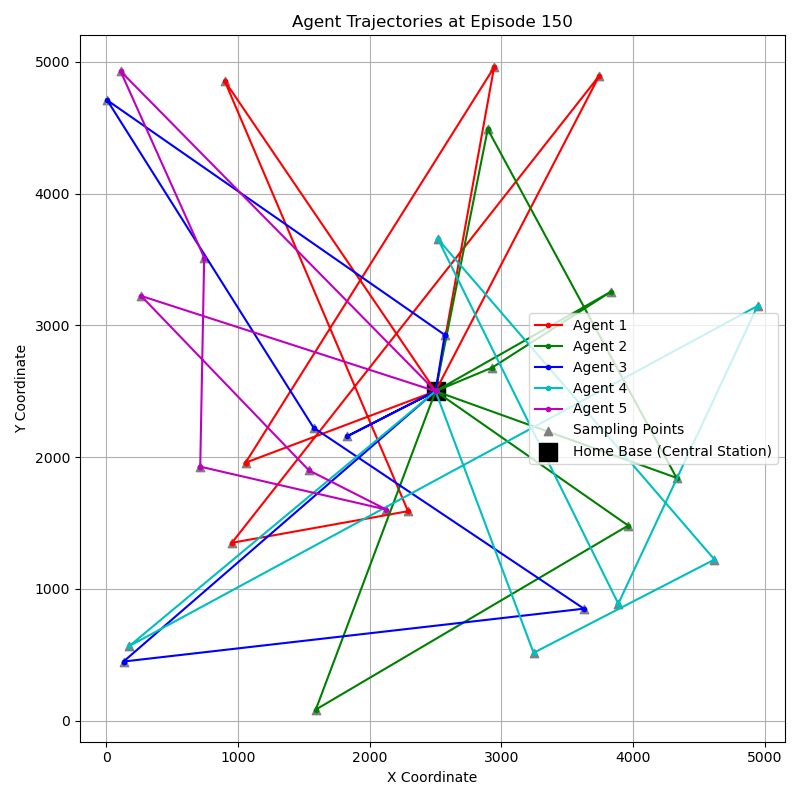 Agent Trajectories at Episode 150
5000
4000
3000
2000
1000
0
Y Coordinate
Agent 1
Agent 2
Agent 3
Agent 4
Agent 5
Sampling Points
Home Base (Central Station)
0 1000 2000 3000 4000 5000
X Coordinate